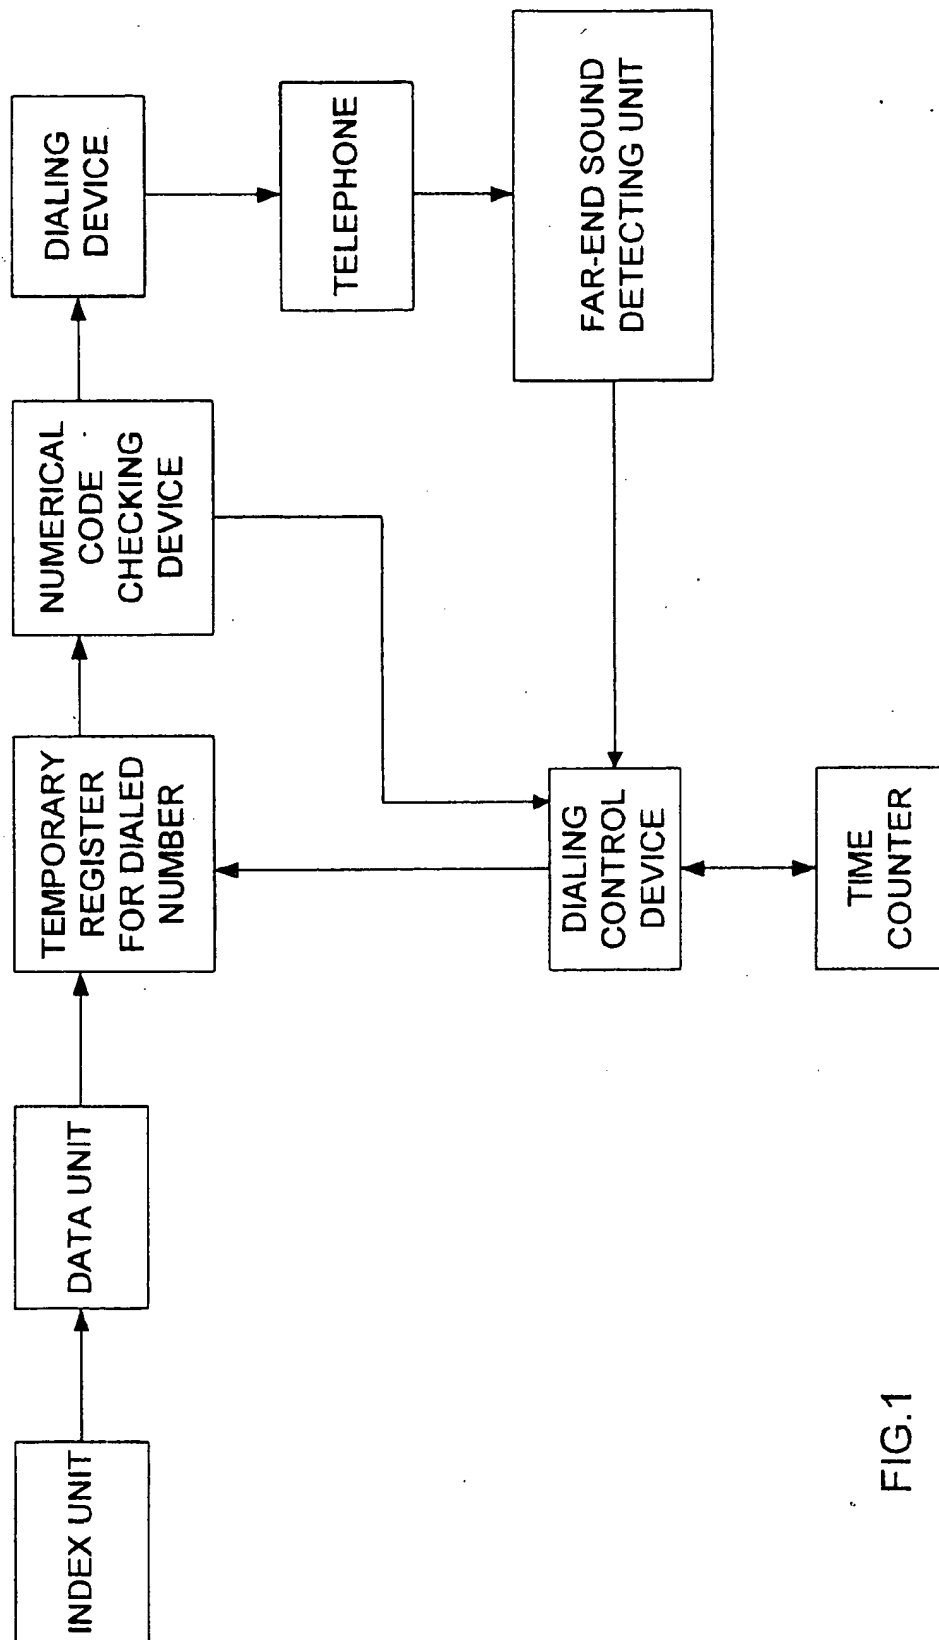 INDEX UNIT
DATA UNIT
TEMPORARY
REGISTER
FOR DIALED
NUMBER
NUMERICAL
CODE
CHECKING
DEVICE
DIALING
DEVICE
TELEPHONE
FAR-END SOUND
DETECTING UNIT
DIALING
CONTROL
DEVICE
TIME
COUNTER
FIG.1